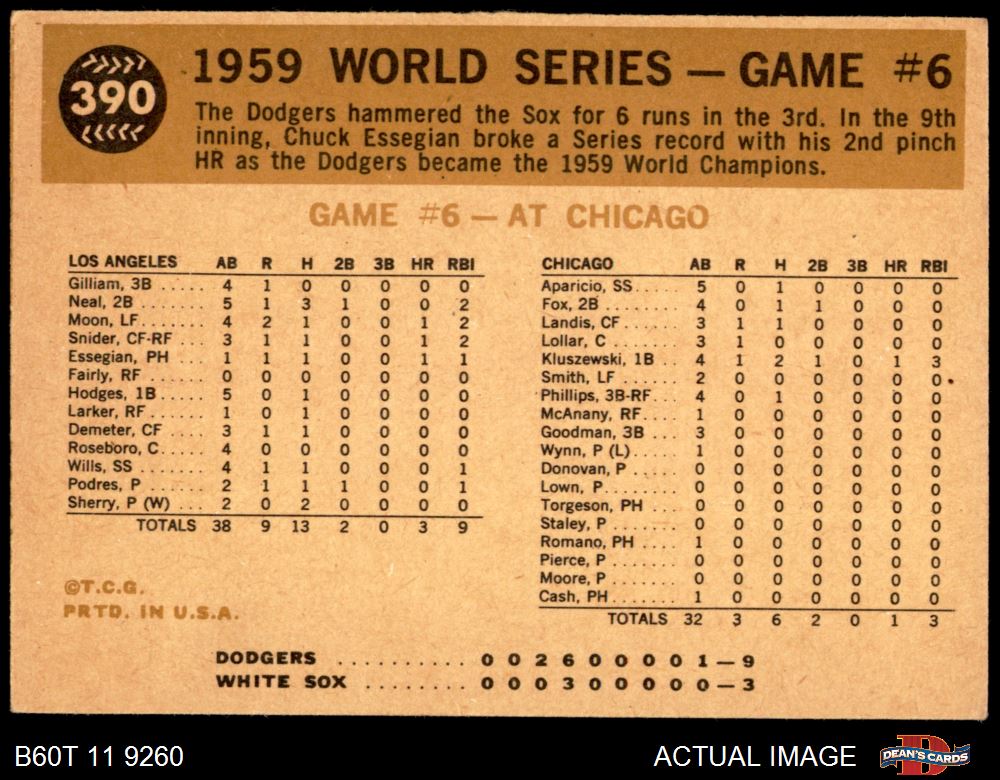 390
1959 WORLD SERIES — GAME #6
The Dodgers hammered the Sox for 6 runs in the 3rd. In the 9th
inning, Chuck Essegian broke a Series record with his 2nd pinch
HR as the Dodgers became the 1959 World Champions.
GAME #6 — AT CHICAGO
LOS ANGELES AB R H 2B 3B HR RBI
Gilliam, 3B ..... 4 1 0 0 0 0 0
Neal, 2B ....... 5 1 3 1 0 0 2
Moon, LF....... 4 2 1 0 0 1 2
Snider, CF-RF .. 3 1 1 0 0 1 2
Essegian, PH ... 1 1 1 0 0 1 1
Fairly, RF ...... 0 0 0 0 0 0 0
Hodges, 1B ..... 5 0 1 0 0 0 0
Larker, RF ...... 1 0 1 0 0 0 0
Demeter, CF .... 3 1 1 0 0 0 0
Roseboro, C.... 4 0 0 0 0 0 0
Wills, SS ....... 4 1 1 0 0 0 1
Podres, P ...... 2 1 1 1 0 0 1
Sherry, P (W) ... 2 0 2 0 0 0 0
TOTALS 38 9 13 2 0 3 9
CHICAGO AB R H 2B 3B HR RBI
Aparicio, SS..... 5 0 1 0 0 0 0
Fox, 2B ........ 4 0 1 1 0 0 0
Landis, CF ...... 3 1 1 0 0 0 0
Lollar, C ....... 3 1 0 0 0 0 0
Kluszewski, 1B .. 4 1 2 1 0 1 3
Smith, LF ...... 2 0 0 0 0 0 0
Phillips, 3B-RF... 4 0 1 0 0 0 0
McAnany, RF.... 1 0 0 0 0 0 0
Goodman, 3B ... 3 0 0 0 0 0 0
Wynn, P (L)..... 1 0 0 0 0 0 0
Donovan, P ..... 0 0 0 0 0 0 0
Lown, P........ 0 0 0 0 0 0 0
Torgeson, PH ... 0 0 0 0 0 0 0
Staley, P ....... 0 0 0 0 0 0 0
Romano, PH .... 1 0 0 0 0 0 0
Pierce, P ....... 0 0 0 0 0 0 0
Moore, P ....... 0 0 0 0 0 0 0
Cash, PH....... 1 0 0 0 0 0 0
TOTALS 32 3 6 2 0 1 3
©T.C.G.
PRTD. IN U.S.A.
DODGERS .......... 0 0 2 6 0 0 0 0 1 — 9
WHITE SOX ........ 0 0 0 3 0 0 0 0 0 — 3
B60T 11 9260
ACTUAL IMAGE
DEAN'S CARDS